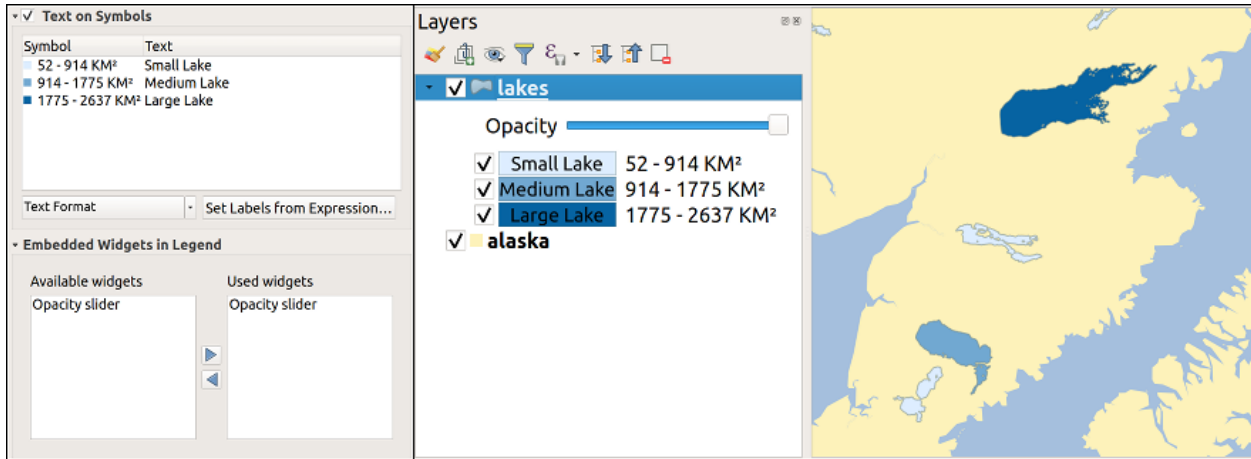 Text on Symbols
Symbol Text
52 - 914 KM² Small Lake
914 - 1775 KM² Medium Lake
1775 - 2637 KM² Large Lake
Text Format Set Labels from Expression...
Embedded Widgets in Legend
Available widgets Used widgets
Opacity slider Opacity slider
Layers
lakes
Opacity
Small Lake 52 - 914 KM²
Medium Lake 914 - 1775 KM²
Large Lake 1775 - 2637 KM²
alaska